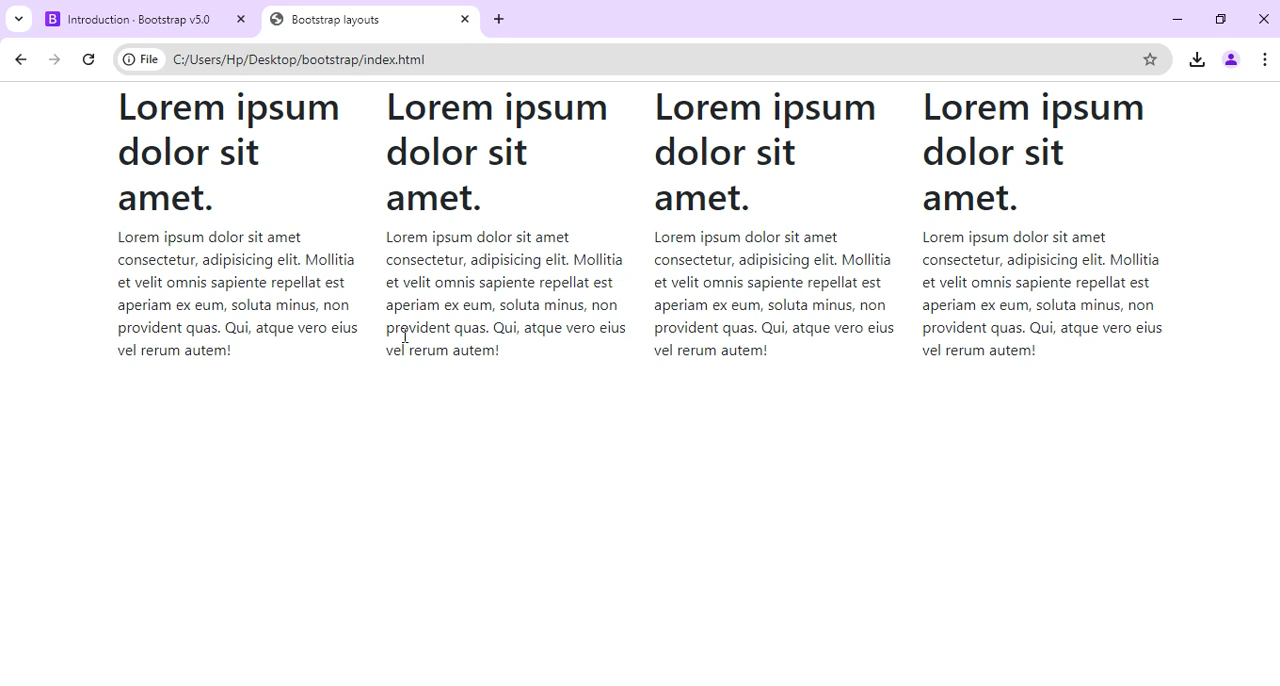 Introduction · Bootstrap v5.0
Bootstrap layouts
File
C:/Users/Hp/Desktop/bootstrap/index.html
Lorem ipsum
dolor sit
amet.
Lorem ipsum dolor sit amet
consectetur, adipisicing elit. Mollitia
et velit omnis sapiente repellat est
aperiam ex eum, soluta minus, non
provident quas. Qui, atque vero eius
vel rerum autem!
Lorem ipsum
dolor sit
amet.
Lorem ipsum dolor sit amet
consectetur, adipisicing elit. Mollitia
et velit omnis sapiente repellat est
aperiam ex eum, soluta minus, non
provident quas. Qui, atque vero eius
vel rerum autem!
Lorem ipsum
dolor sit
amet.
Lorem ipsum dolor sit amet
consectetur, adipisicing elit. Mollitia
et velit omnis sapiente repellat est
aperiam ex eum, soluta minus, non
provident quas. Qui, atque vero eius
vel rerum autem!
Lorem ipsum
dolor sit
amet.
Lorem ipsum dolor sit amet
consectetur, adipisicing elit. Mollitia
et velit omnis sapiente repellat est
aperiam ex eum, soluta minus, non
provident quas. Qui, atque vero eius
vel rerum autem!